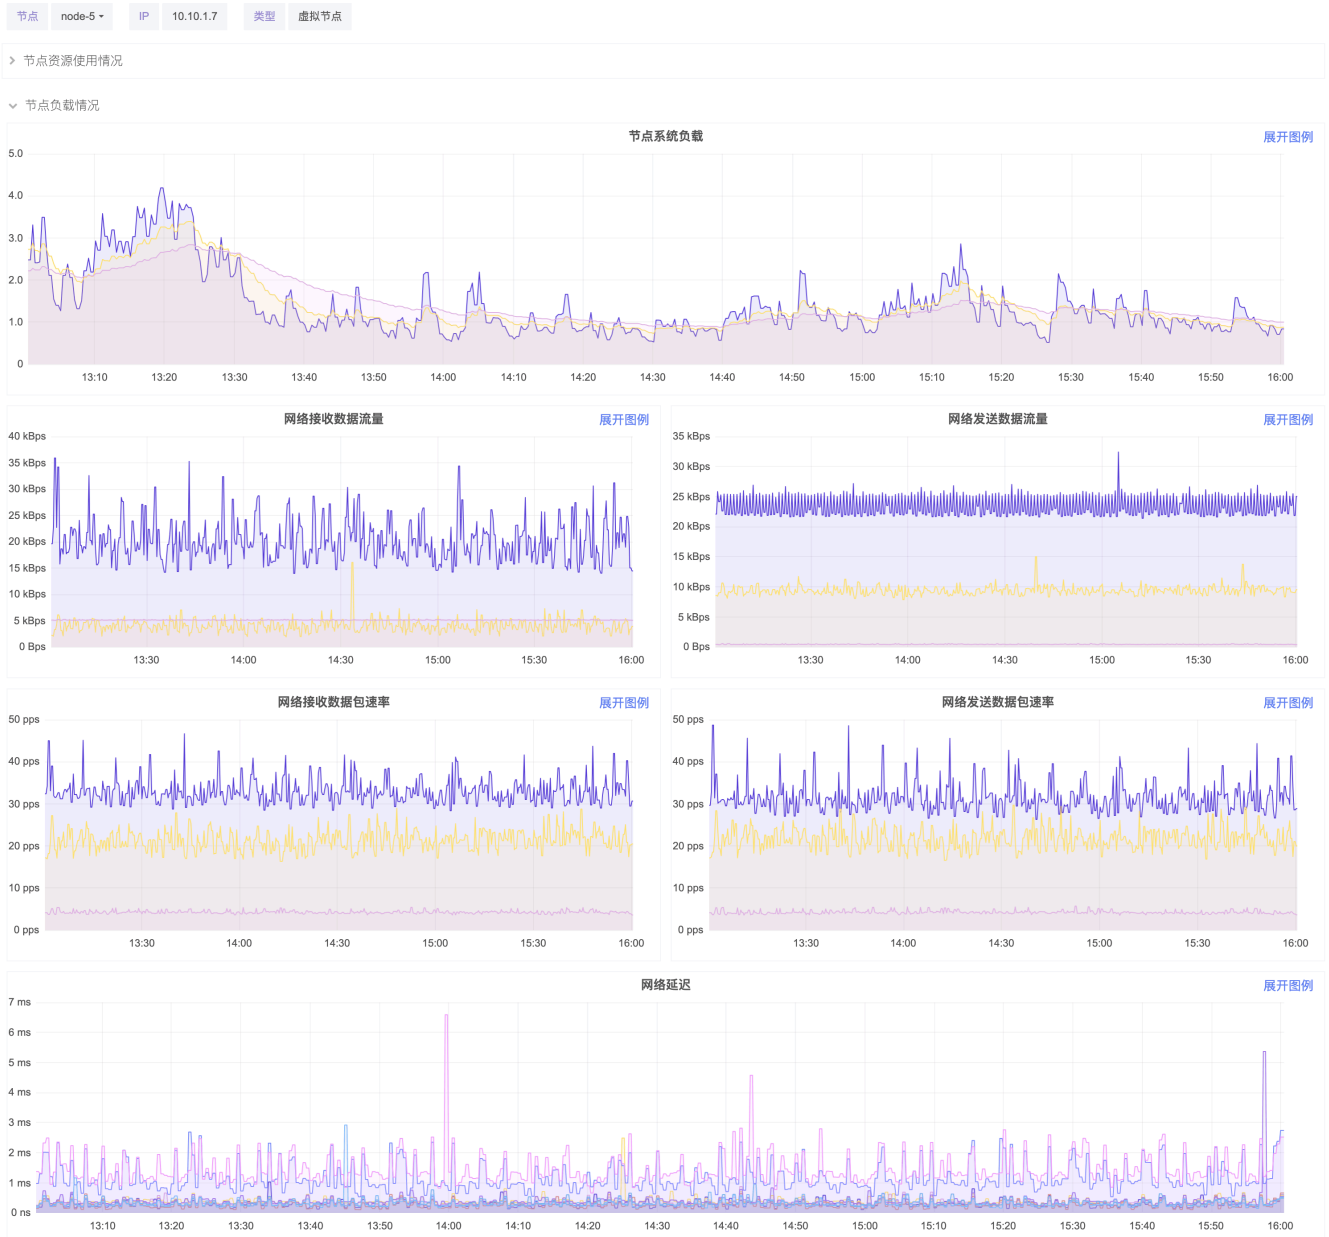 节点 node-5 IP 10.10.1.7 类型 虚拟节点
节点资源使用情况
节点负载情况
节点系统负载 展开图例
5.0
4.0
3.0
2.0
1.0
0
13:10 13:20 13:30 13:40 13:50 14:00 14:10 14:20 14:30 14:40 14:50 15:00 15:10 15:20 15:30 15:40 15:50 16:00
网络接收数据流量 展开图例
40 kBps
35 kBps
30 kBps
25 kBps
20 kBps
15 kBps
10 kBps
5 kBps
0 Bps
13:30 14:00 14:30 15:00 15:30 16:00
网络发送数据流量 展开图例
35 kBps
30 kBps
25 kBps
20 kBps
15 kBps
10 kBps
5 kBps
0 Bps
13:30 14:00 14:30 15:00 15:30 16:00
网络接收数据包速率 展开图例
50 pps
40 pps
30 pps
20 pps
10 pps
0 pps
13:30 14:00 14:30 15:00 15:30 16:00
网络发送数据包速率 展开图例
50 pps
40 pps
30 pps
20 pps
10 pps
0 pps
13:30 14:00 14:30 15:00 15:30 16:00
网络延迟 展开图例
7 ms
6 ms
5 ms
4 ms
3 ms
2 ms
1 ms
0 ns
13:10 13:20 13:30 13:40 13:50 14:00 14:10 14:20 14:30 14:40 14:50 15:00 15:10 15:20 15:30 15:40 15:50 16:00